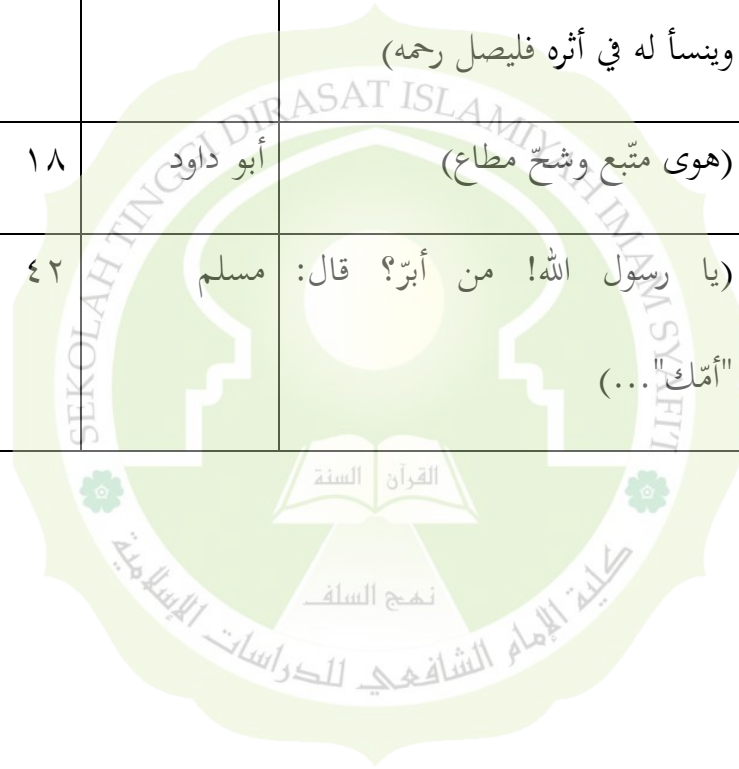 وينسأ له في أثره فليصل رحمه)
(هوى متّبع وشحّ مطاع) أبو داود ١٨
(يا رسول الله! من أبرّ؟ قال: مسلم ٤٢
"أمّك"...)
SEKOLAH TINGGI DIRASAT ISLAMIYAH IMAM SYAFI'I
القرآن السنة
نهج السلف
كلية الإمام الشافعي للدراسات الإسلامية